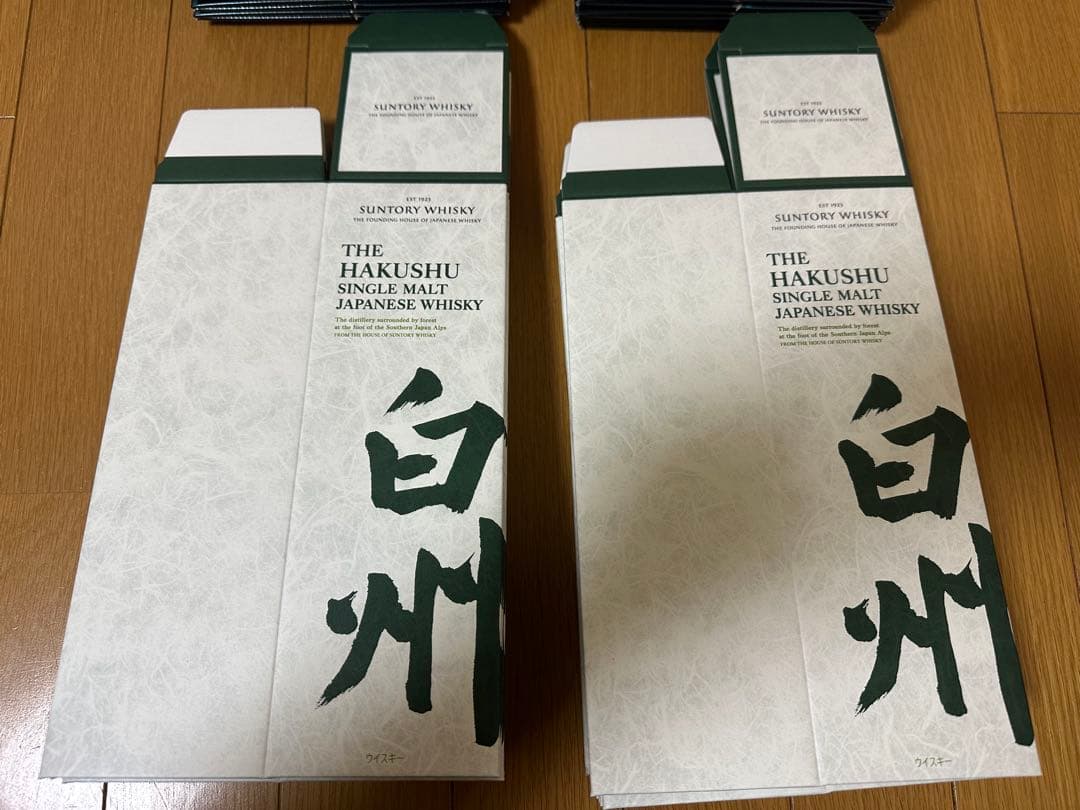 EST 1923
SUNTORY WHISKY
THE FOUNDING HOUSE OF JAPANESE WHISKY
EST 1923
SUNTORY WHISKY
THE FOUNDING HOUSE OF JAPANESE WHISKY
THE
HAKUSHU
SINGLE MALT
JAPANESE WHISKY
The distillery surrounded by forest
at the foot of the Southern Japan Alps
FROM THE HOUSE OF SUNTORY WHISKY
白州
ウイスキー
EST 1923
SUNTORY WHISKY
THE FOUNDING HOUSE OF JAPANESE WHISKY
EST 1923
SUNTORY WHISKY
THE FOUNDING HOUSE OF JAPANESE WHISKY
THE
HAKUSHU
SINGLE MALT
JAPANESE WHISKY
The distillery surrounded by forest
at the foot of the Southern Japan Alps
FROM THE HOUSE OF SUNTORY WHISKY
白州
ウイスキー